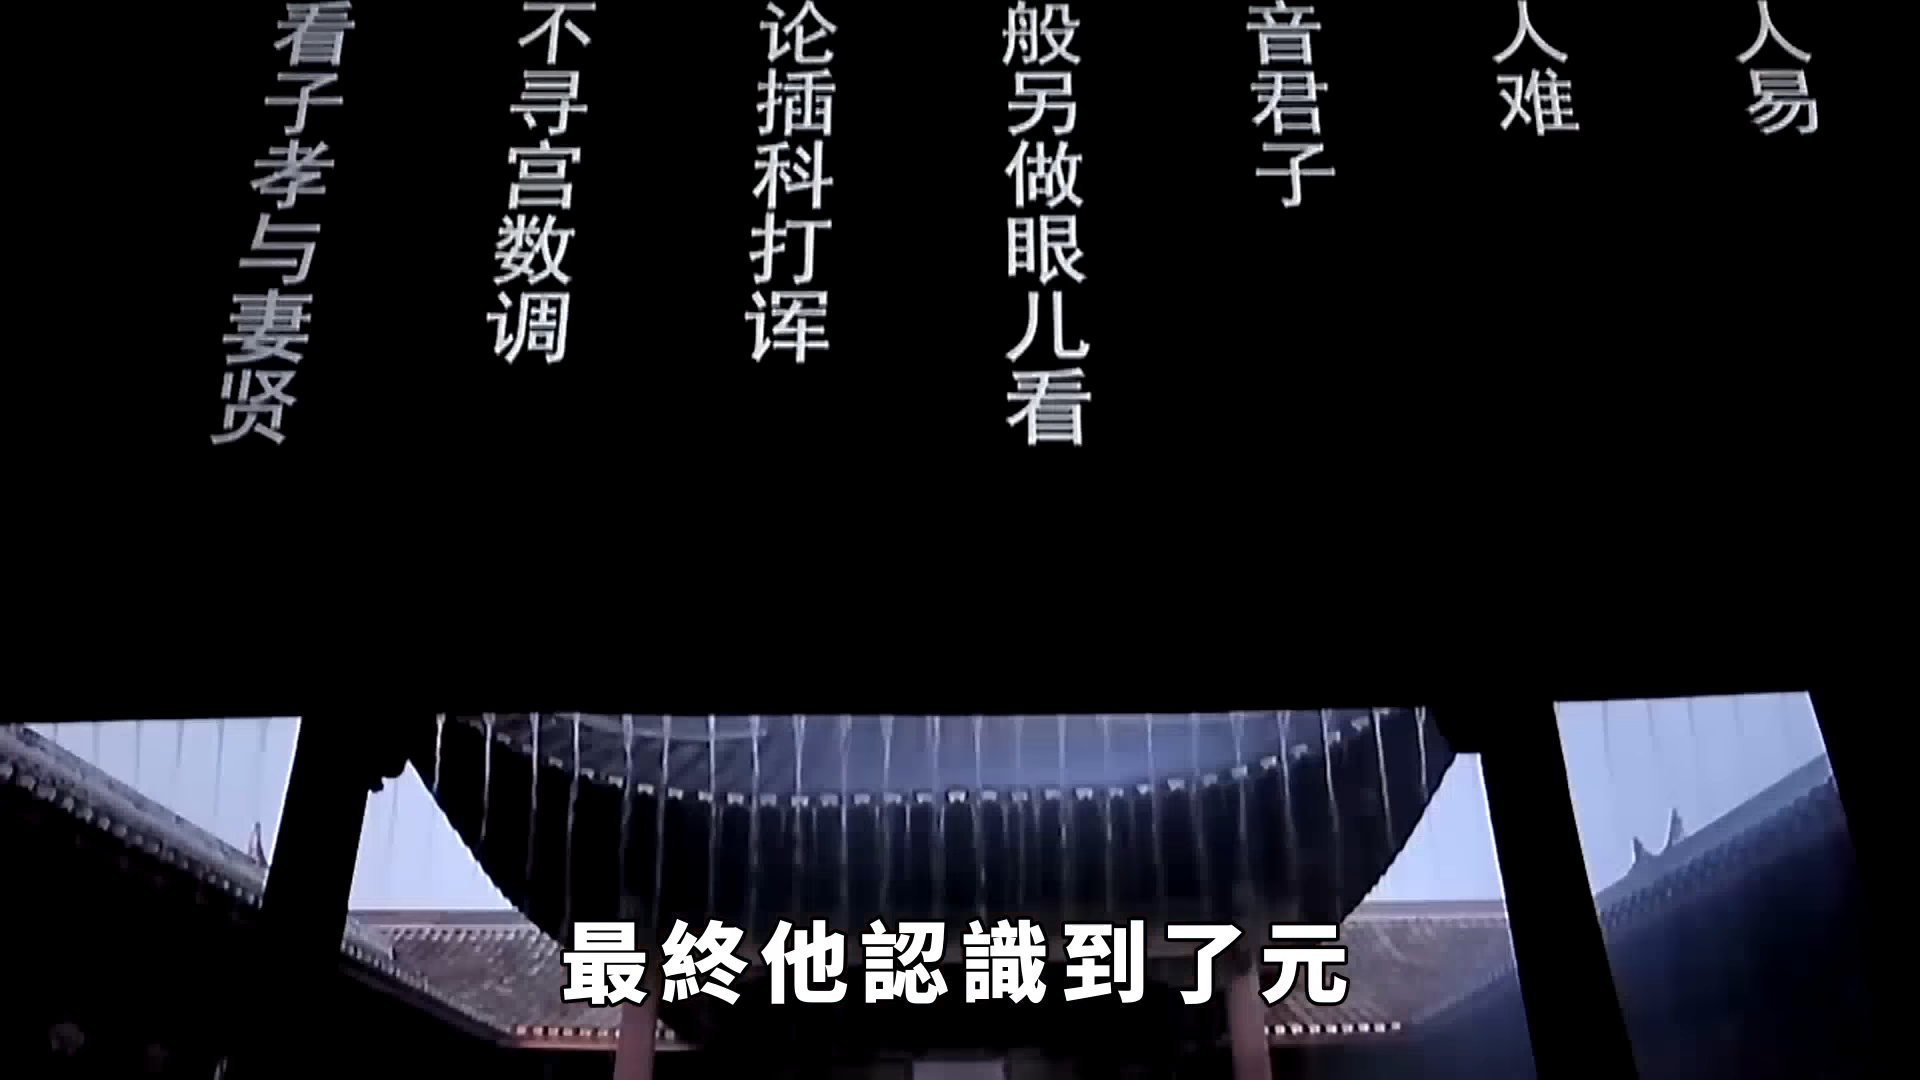 人易
人难
音君子
般另做眼儿看
论插科打诨
不寻宫数调
看子孝与妻贤
最終他認識到了元